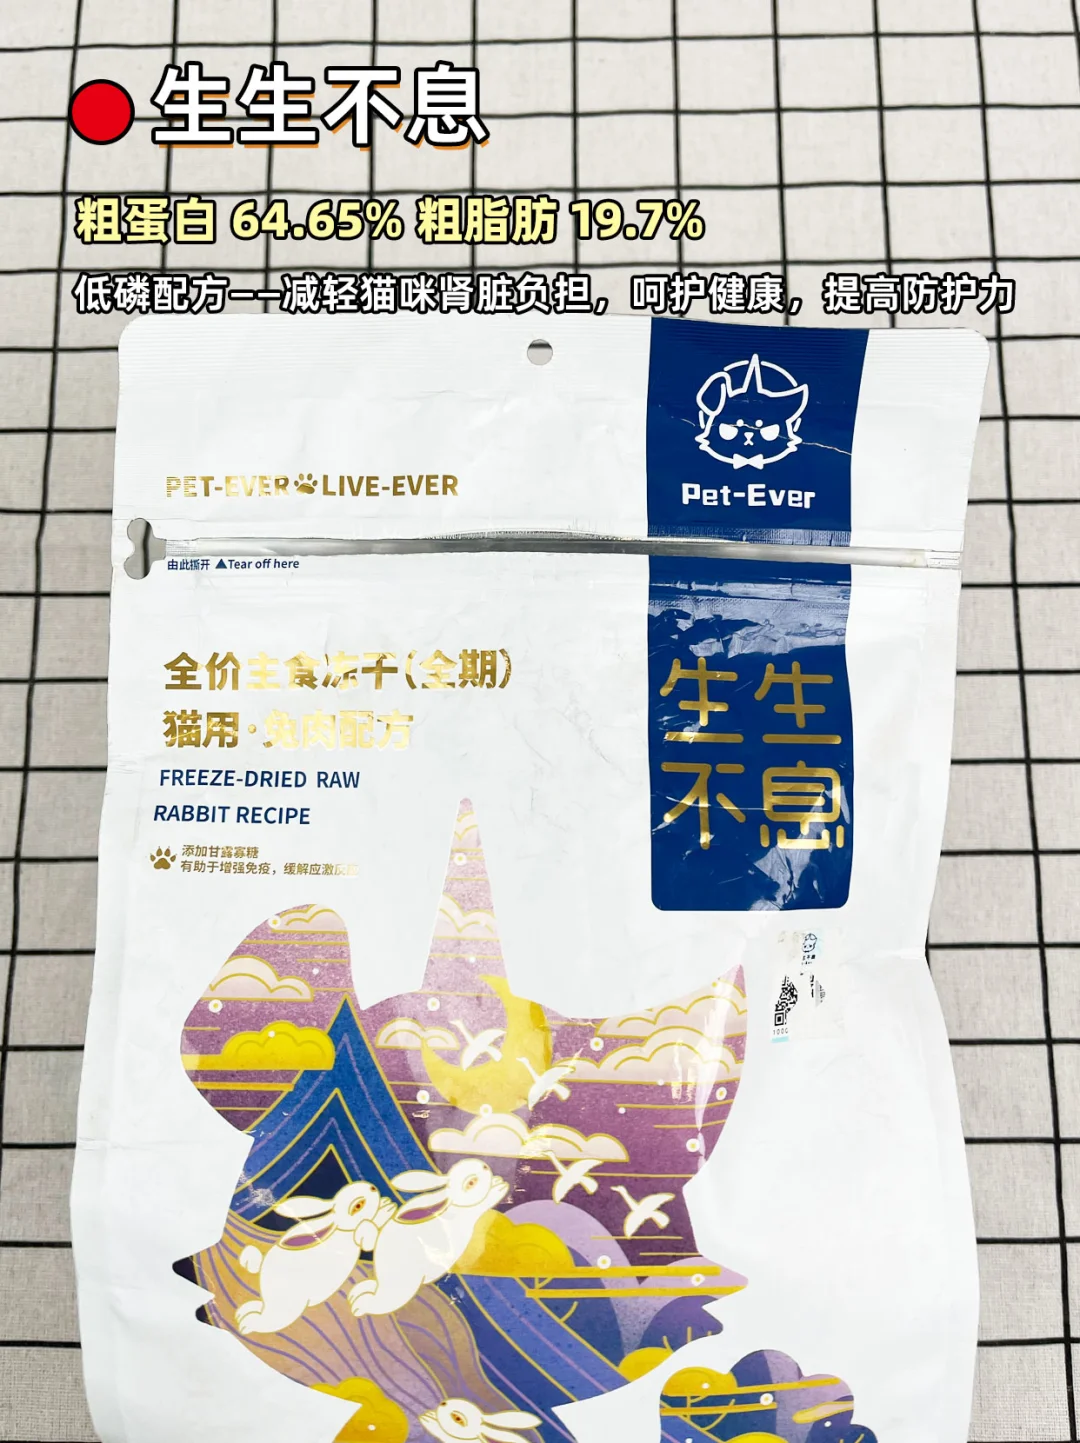 生生不息
粗蛋白 64.65% 粗脂肪 19.7%
低磷配方——减轻猫咪肾脏负担，呵护健康，提高防护力
Pet-Ever
PET-EVER LIVE-EVER
由此撕开 ▲Tear off here
全价主食冻干（全期）
猫用·兔肉配方
FREEZE-DRIED RAW
RABBIT RECIPE
添加甘露寡糖
有助于增强免疫，缓解应激反应
生生
不息